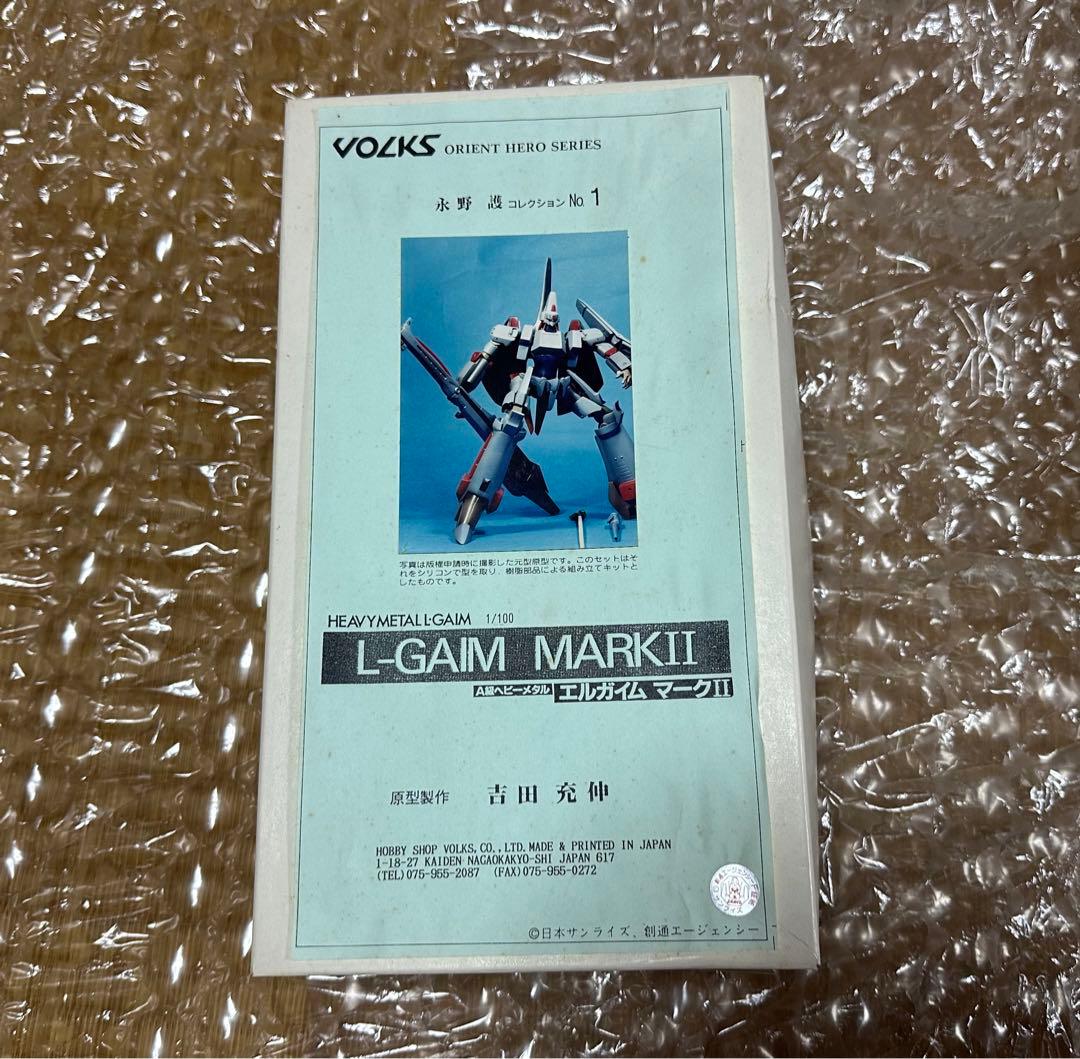 VOLKS ORIENT HERO SERIES
永野 護 コレクション No. 1
写真は版権申請時に撮影した元型原型です。このセットはそ
れをシリコンで型を取り、樹脂部品による組み立てキットと
したものです。
HEAVYMETAL L·GAIM 1/100
L-GAIM MARKII
A級ヘビーメタル エルガイム マークII
原型製作 吉田 充伸
HOBBY SHOP VOLKS, CO., LTD. MADE & PRINTED IN JAPAN
1-18-27 KAIDEN NAGAOKAKYO-SHI JAPAN 617
(TEL) 075-955-2087 (FAX) 075-955-0272
©日本サンライズ、創通エージェンシー